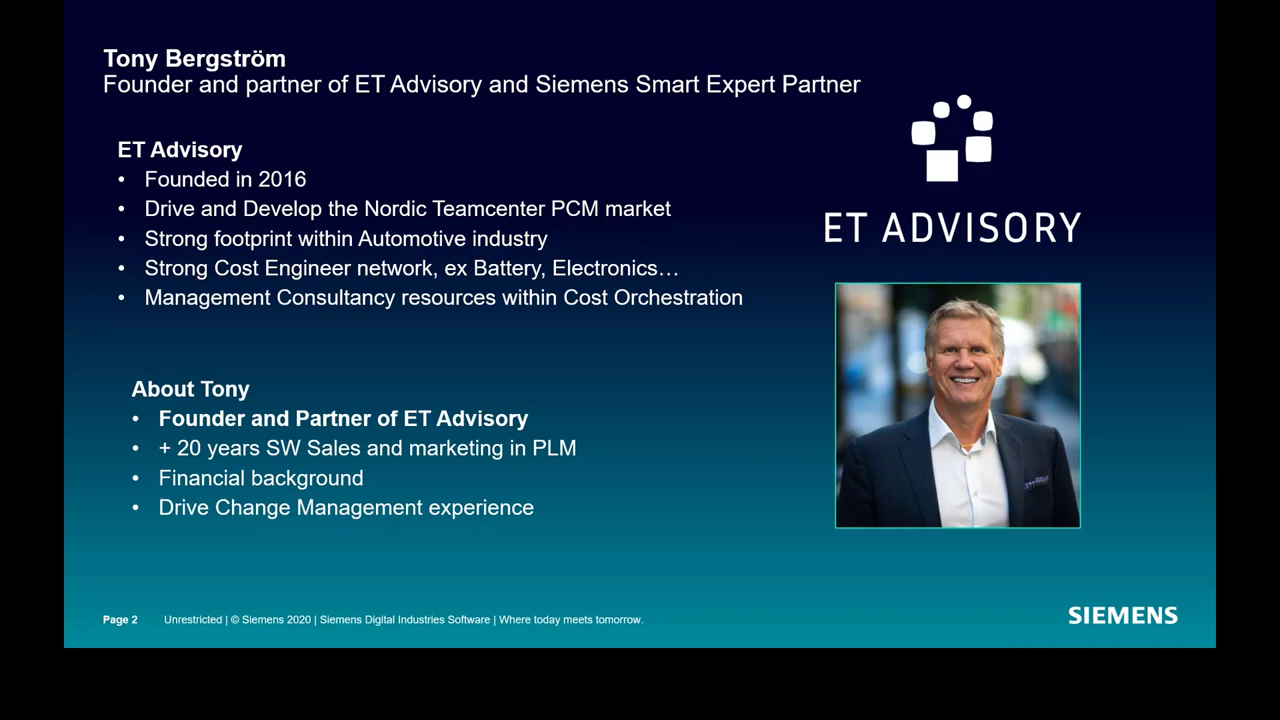 Tony Bergström
Founder and partner of ET Advisory and Siemens Smart Expert Partner
ET Advisory
• Founded in 2016
• Drive and Develop the Nordic Teamcenter PCM market
• Strong footprint within Automotive industry
• Strong Cost Engineer network, ex Battery, Electronics…
• Management Consultancy resources within Cost Orchestration
ET ADVISORY
About Tony
• Founder and Partner of ET Advisory
• + 20 years SW Sales and marketing in PLM
• Financial background
• Drive Change Management experience
Page 2 Unrestricted | © Siemens 2020 | Siemens Digital Industries Software | Where today meets tomorrow.
SIEMENS